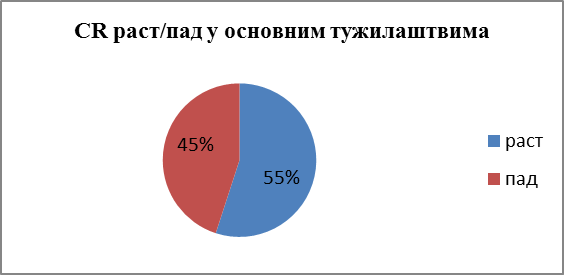 CR раст/пад у основним тужилаштвима
45%
55%
раст
пад